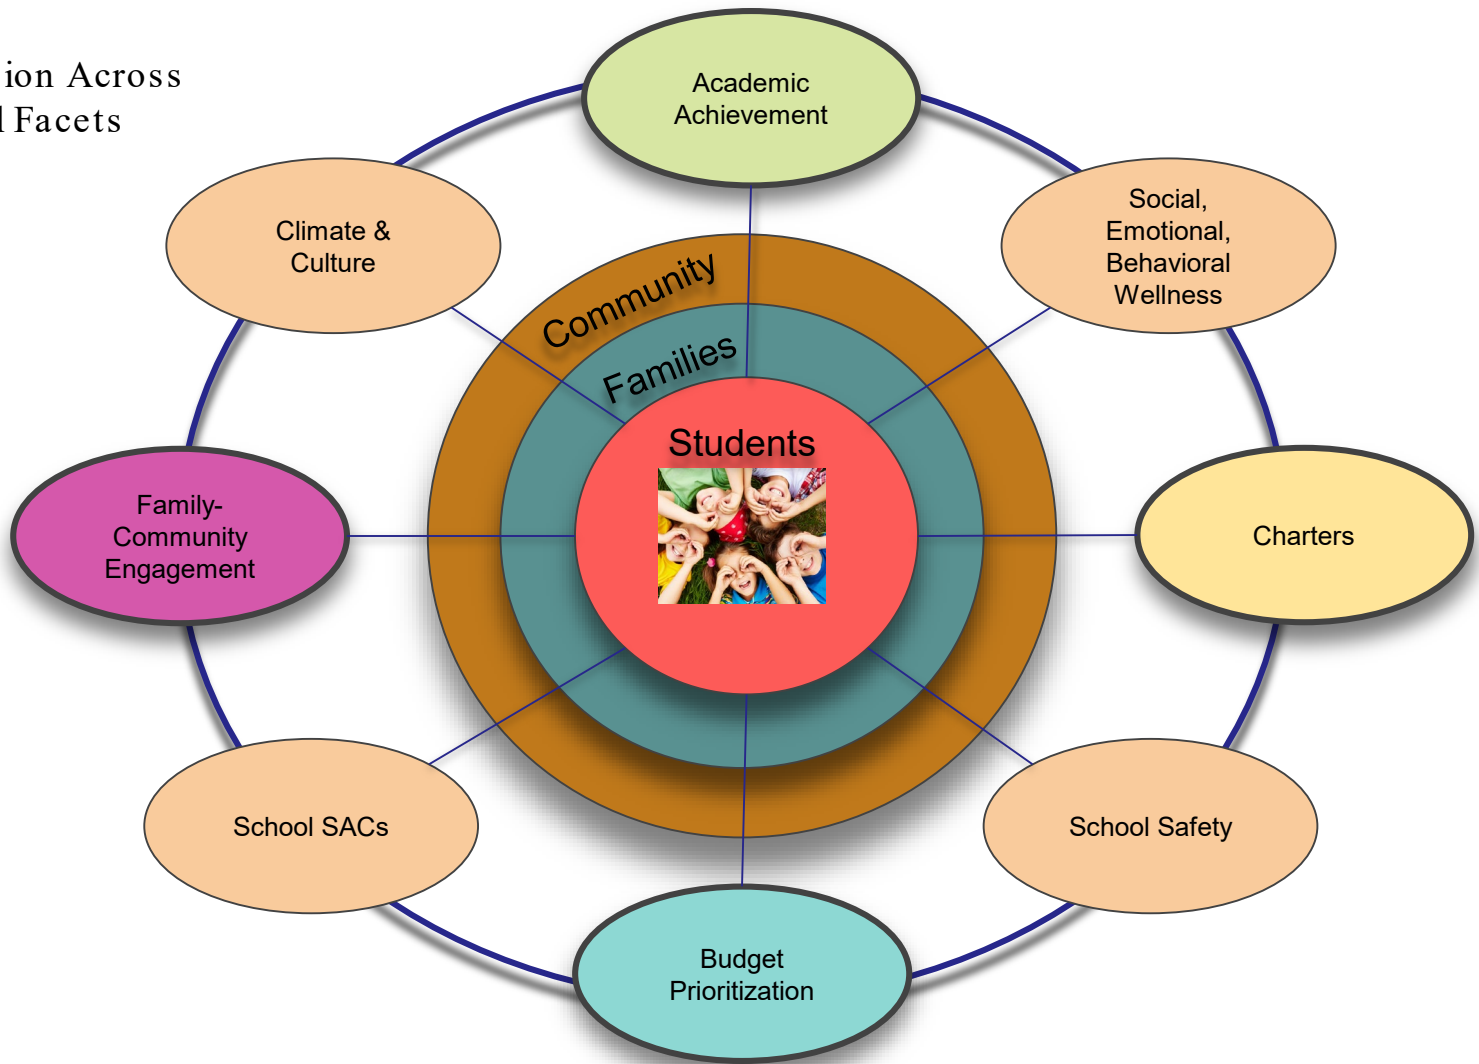 ion Across
l Facets
Academic
Achievement
Social,
Emotional,
Behavioral
Wellness
Climate &
Culture
Community
Families
Students
Family-
Community
Engagement
Charters
School SACs
School Safety
Budget
Prioritization